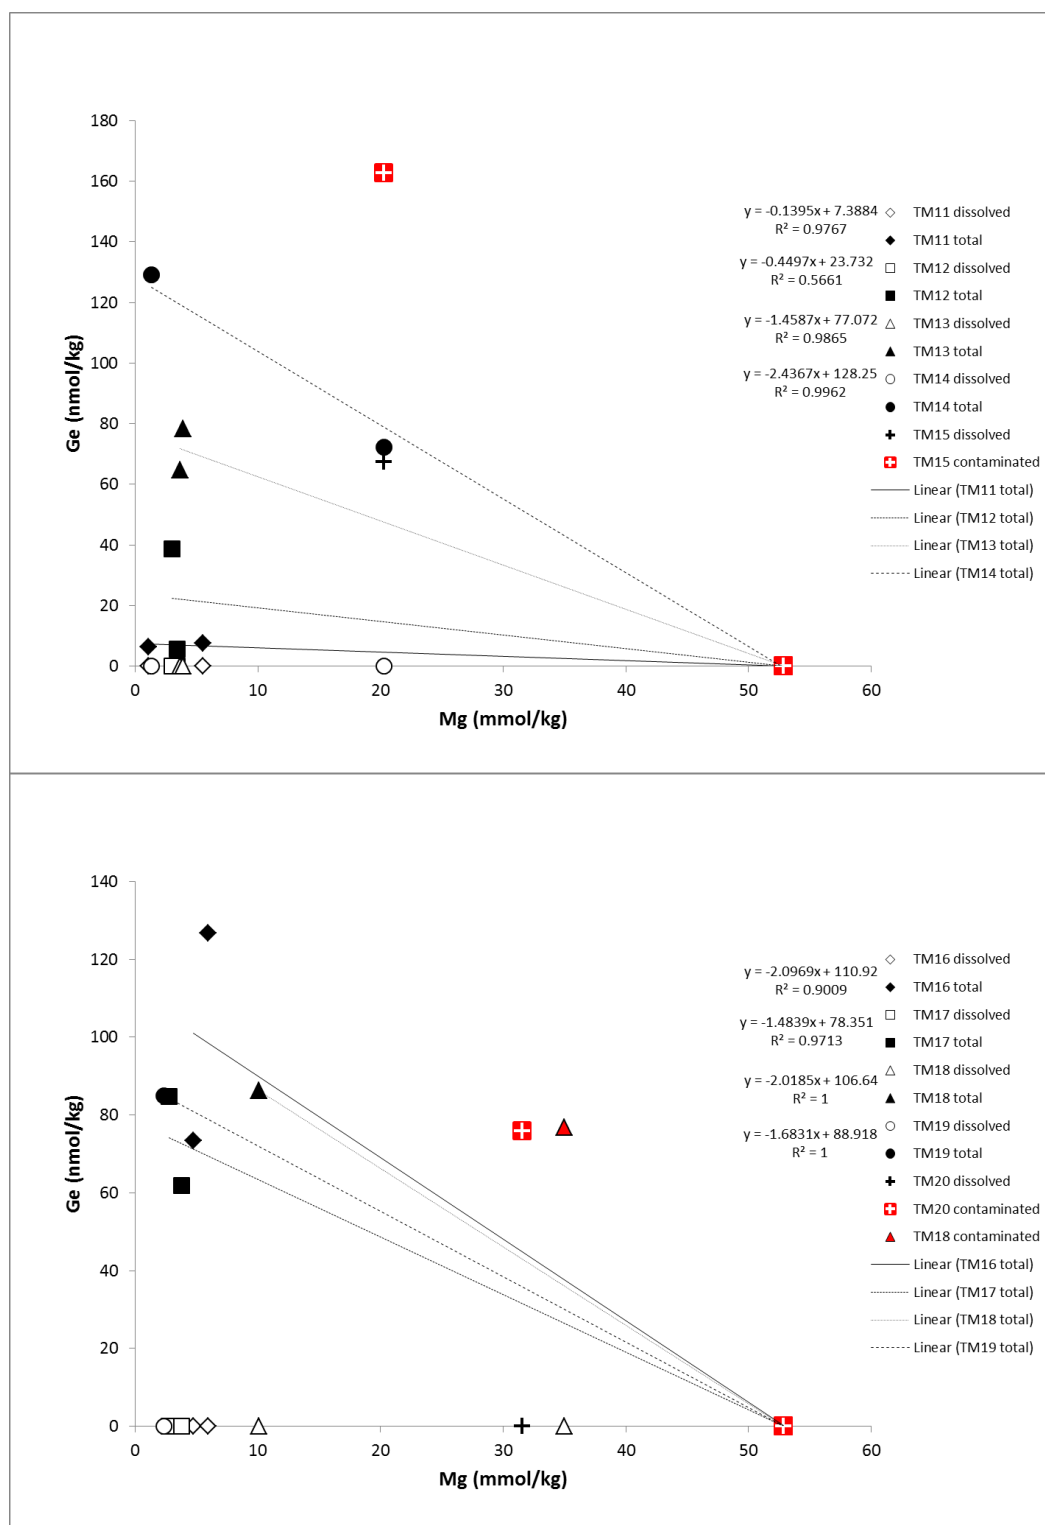 180
160
140
120
100
80
60
40
20
0
Ge (nmol/kg)
0 10 20 30 40 50 60
Mg (mmol/kg)
y = -0.1395x + 7.3884
R² = 0.9767
y = -0.4497x + 23.732
R² = 0.5661
y = -1.4587x + 77.072
R² = 0.9865
y = -2.4367x + 128.25
R² = 0.9962
TM11 dissolved
TM11 total
TM12 dissolved
TM12 total
TM13 dissolved
TM13 total
TM14 dissolved
TM14 total
TM15 dissolved
TM15 contaminated
Linear (TM11 total)
Linear (TM12 total)
Linear (TM13 total)
Linear (TM14 total)
140
120
100
80
60
40
20
0
Ge (nmol/kg)
0 10 20 30 40 50 60
Mg (mmol/kg)
y = -2.0969x + 110.92
R² = 0.9009
y = -1.4839x + 78.351
R² = 0.9713
y = -2.0185x + 106.64
R² = 1
y = -1.6831x + 88.918
R² = 1
TM16 dissolved
TM16 total
TM17 dissolved
TM17 total
TM18 dissolved
TM18 total
TM19 dissolved
TM19 total
TM20 dissolved
TM20 contaminated
TM18 contaminated
Linear (TM16 total)
Linear (TM17 total)
Linear (TM18 total)
Linear (TM19 total)